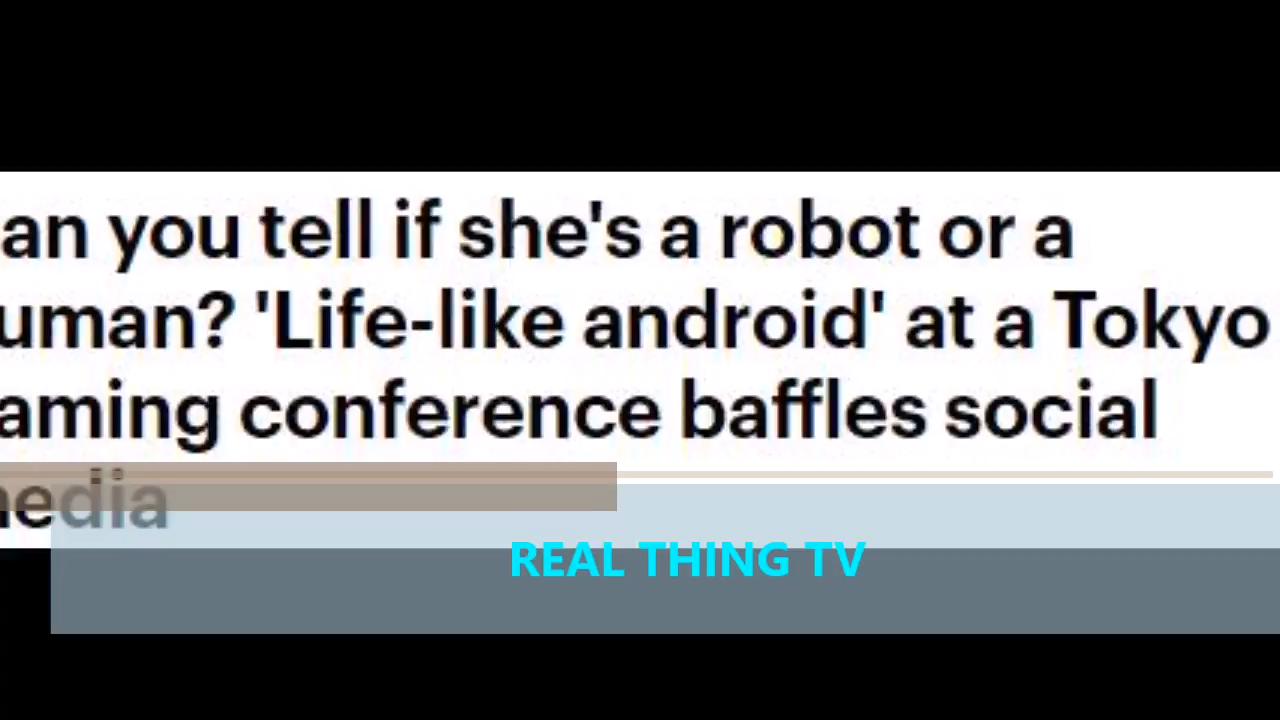 an you tell if she's a robot or a
uman? 'Life-like android' at a Tokyo
aming conference baffles social
edia
REAL THING TV